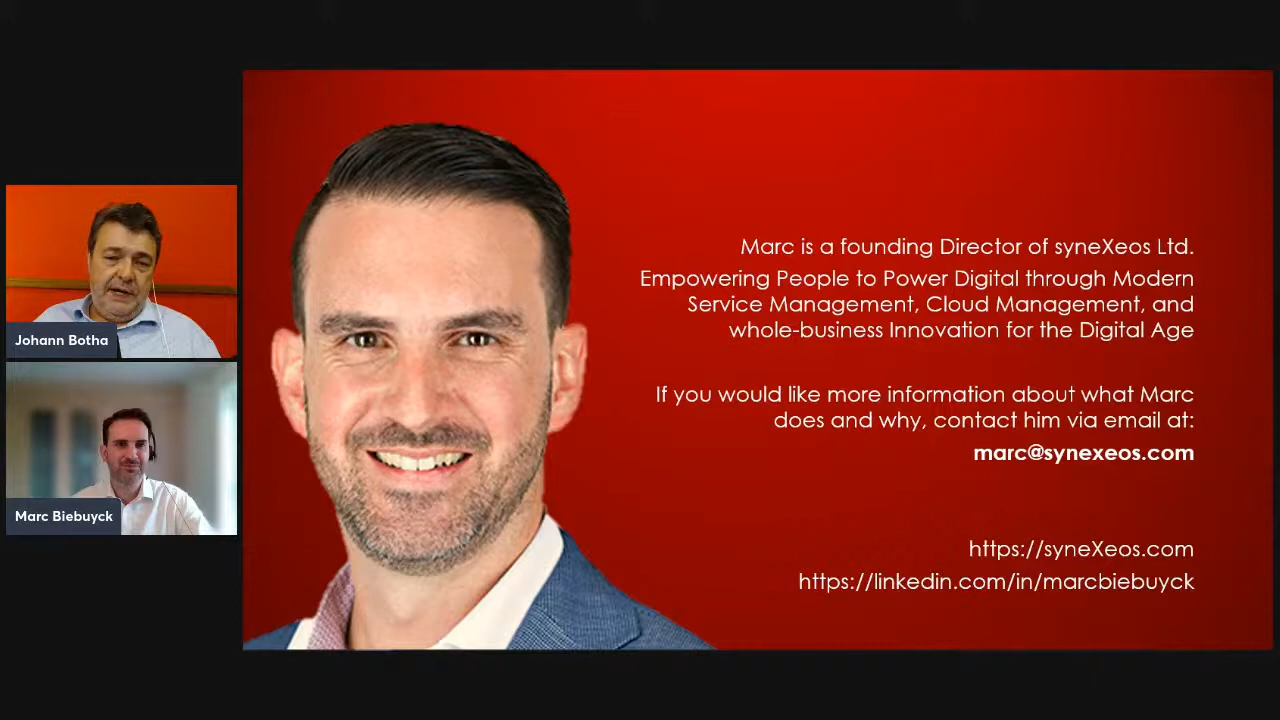 Johann Botha
Marc Biebuyck
Marc is a founding Director of syneXeos Ltd.
Empowering People to Power Digital through Modern
Service Management, Cloud Management, and
whole-business Innovation for the Digital Age
If you would like more information about what Marc
does and why, contact him via email at:
marc@synexeos.com
https://syneXeos.com
https://linkedin.com/in/marcbiebuyck